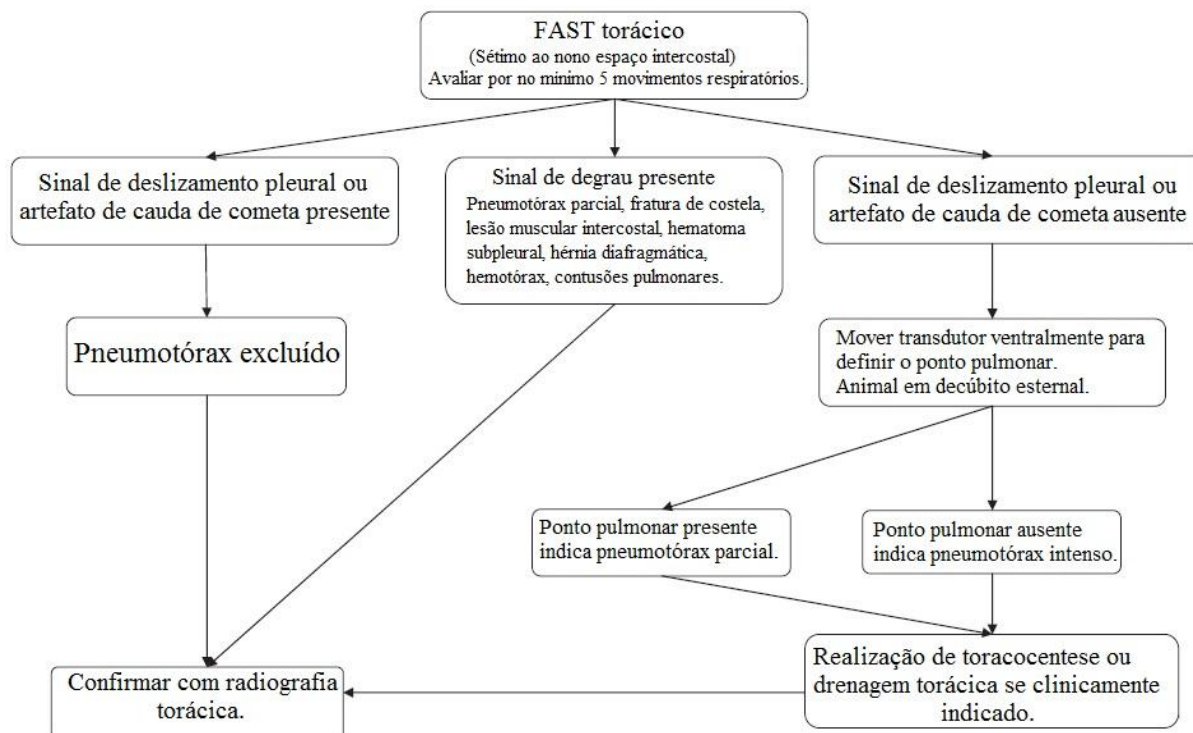 FAST torácico
(Sétimo ao nono espaço intercostal)
Avaliar por no mínimo 5 movimentos respiratórios.
Sinal de deslizamento pleural ou
artefato de cauda de cometa presente
Sinal de degrau presente
Pneumotórax parcial, fratura de costela,
lesão muscular intercostal, hematoma
subpleural, hérnia diafragmática,
hemotórax, contusões pulmonares.
Sinal de deslizamento pleural ou
artefato de cauda de cometa ausente
Pneumotórax excluído
Mover transdutor ventralmente para
definir o ponto pulmonar.
Animal em decúbito esternal.
Ponto pulmonar presente
indica pneumotórax parcial.
Ponto pulmonar ausente
indica pneumotórax intenso.
Confirmar com radiografia
torácica.
Realização de toracocentese ou
drenagem torácica se clinicamente
indicado.